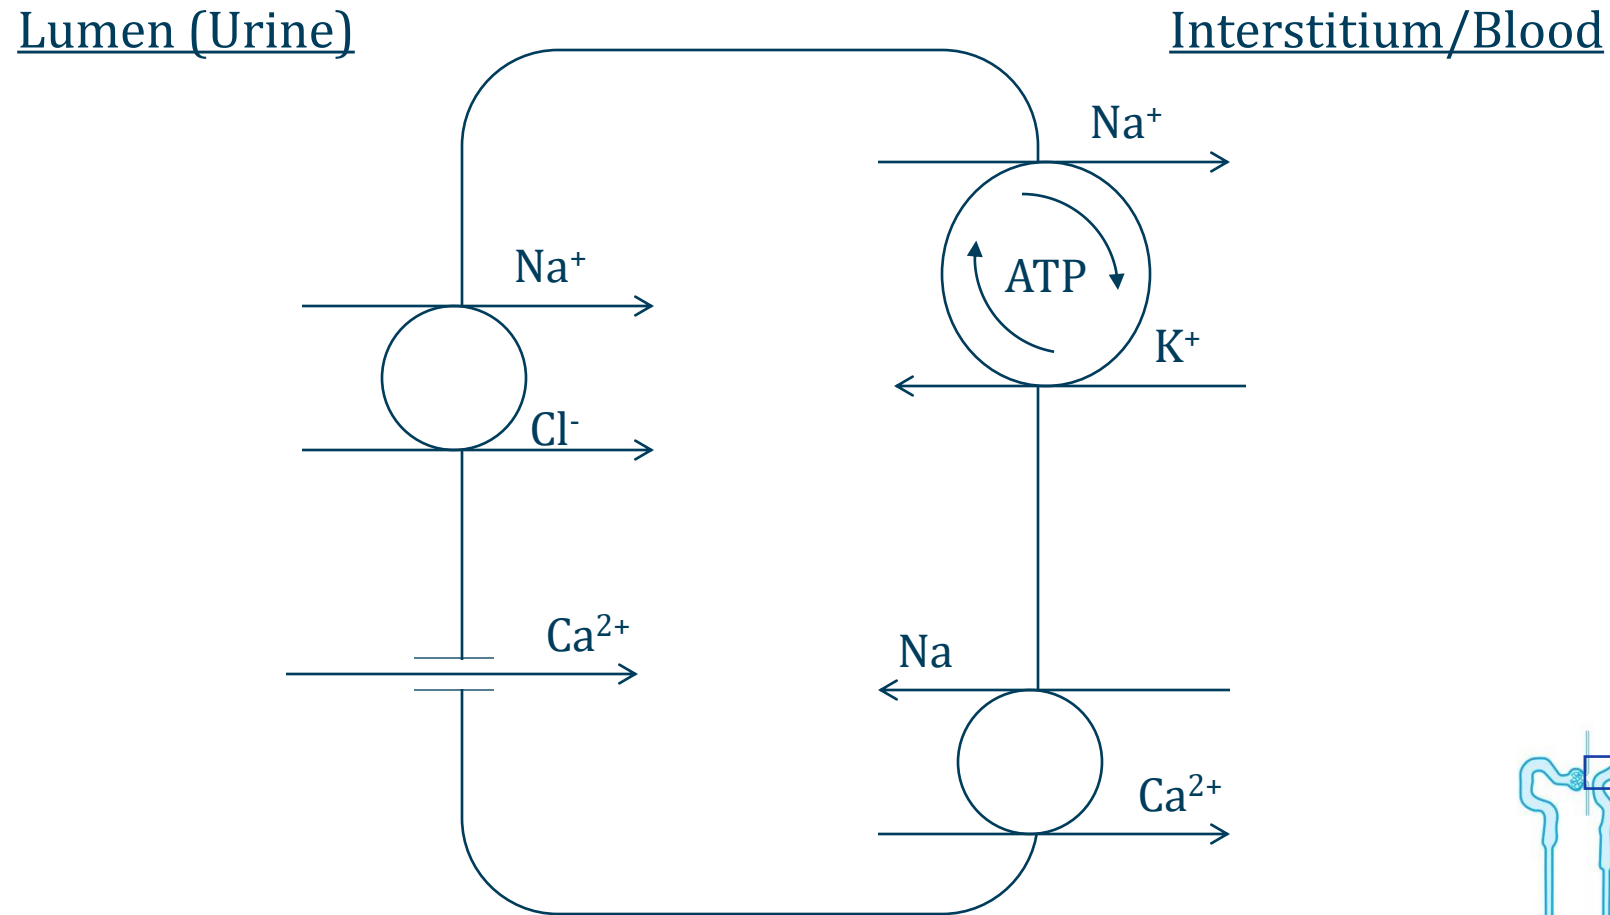 Lumen (Urine)
Interstitium/Blood
Na⁺
Na⁺
ATP
K⁺
Cl⁻
Ca²⁺
Na
Ca²⁺